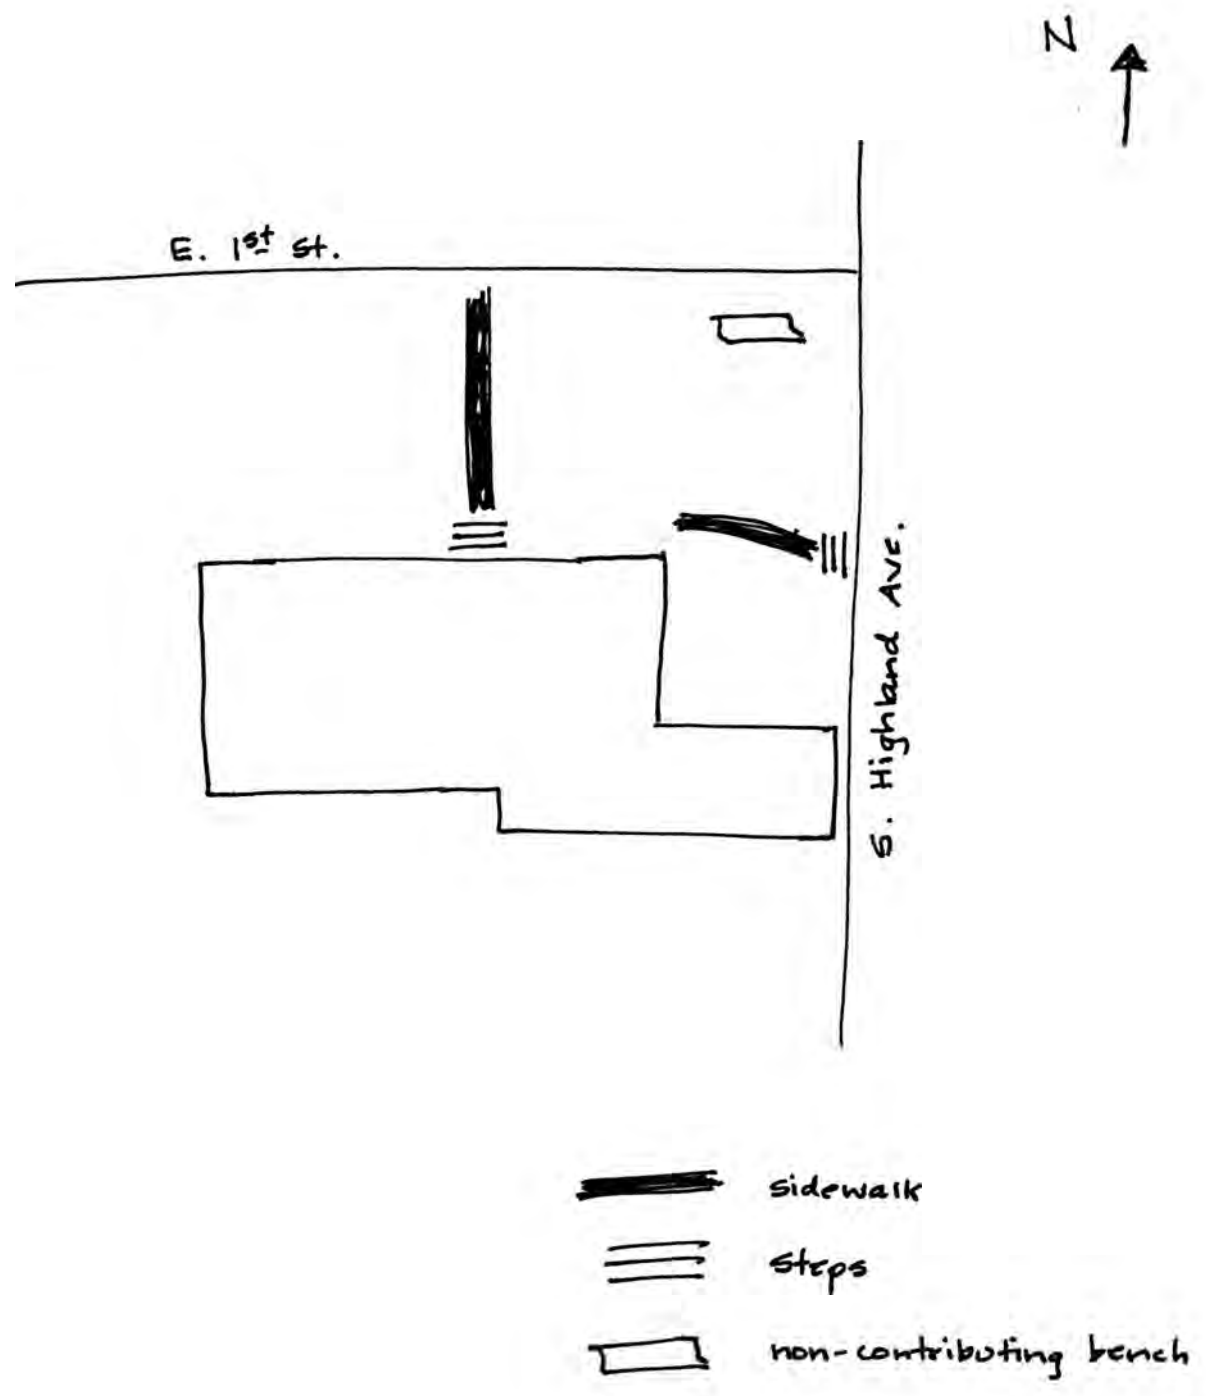 N
E. 1st St.
S. Highland Ave.
sidewalk
steps
non-contributing bench